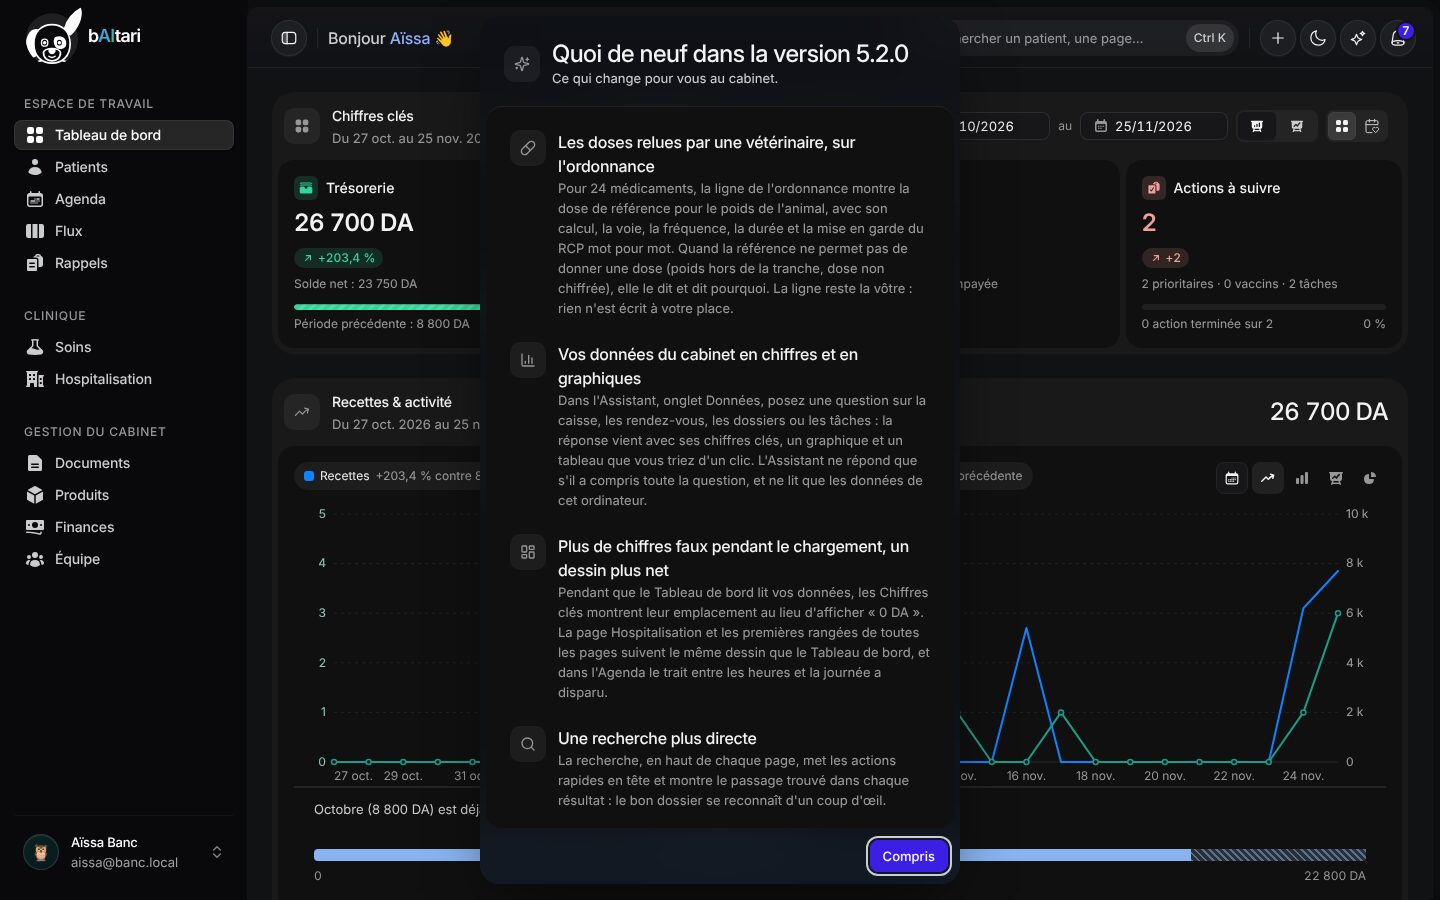 bAItari
ESPACE DE TRAVAIL
Tableau de bord
Patients
Agenda
Flux
Rappels
CLINIQUE
Soins
Hospitalisation
GESTION DU CABINET
Documents
Produits
Finances
Équipe
Aïssa Banc
aissa@banc.local
Bonjour Aïssa 👋
un patient, une page...
Ctrl K
7
Chiffres clés
Du 27 oct. au 25 nov. 20
10/2026
au
25/11/2026
Trésorerie
26 700 DA
+203,4 %
Solde net : 23 750 DA
Période précédente : 8 800 DA
Actions à suivre
2
+2
2 prioritaires · 0 vaccins · 2 tâches
0 action terminée sur 2
0 %
Recettes & activité
Du 27 oct. 2026 au 25 n
26 700 DA
Recettes +203,4 % contre 8
précédente
5
4
3
2
1
0
10 k
8 k
6 k
4 k
2 k
0
27 oct.
29 oct.
31 oc
ov.
16 nov.
18 nov.
20 nov.
22 nov.
24 nov.
Octobre (8 800 DA) est déjà
0
22 800 DA
Quoi de neuf dans la version 5.2.0
Ce qui change pour vous au cabinet.
Les doses relues par une vétérinaire, sur
l'ordonnance
Pour 24 médicaments, la ligne de l'ordonnance montre la
dose de référence pour le poids de l'animal, avec son
calcul, la voie, la fréquence, la durée et la mise en garde du
RCP mot pour mot. Quand la référence ne permet pas de
donner une dose (poids hors de la tranche, dose non
chiffrée), elle le dit et dit pourquoi. La ligne reste la vôtre :
rien n'est écrit à votre place.
Vos données du cabinet en chiffres et en
graphiques
Dans l'Assistant, onglet Données, posez une question sur la
caisse, les rendez-vous, les dossiers ou les tâches : la
réponse vient avec ses chiffres clés, un graphique et un
tableau que vous triez d'un clic. L'Assistant ne répond que
s'il a compris toute la question, et ne lit que les données de
cet ordinateur.
Plus de chiffres faux pendant le chargement, un
dessin plus net
Pendant que le Tableau de bord lit vos données, les Chiffres
clés montrent leur emplacement au lieu d'afficher « 0 DA ».
La page Hospitalisation et les premières rangées de toutes
les pages suivent le même dessin que le Tableau de bord, et
dans l'Agenda le trait entre les heures et la journée a
disparu.
Une recherche plus directe
La recherche, en haut de chaque page, met les actions
rapides en tête et montre le passage trouvé dans chaque
résultat : le bon dossier se reconnaît d'un coup d'œil.
Compris